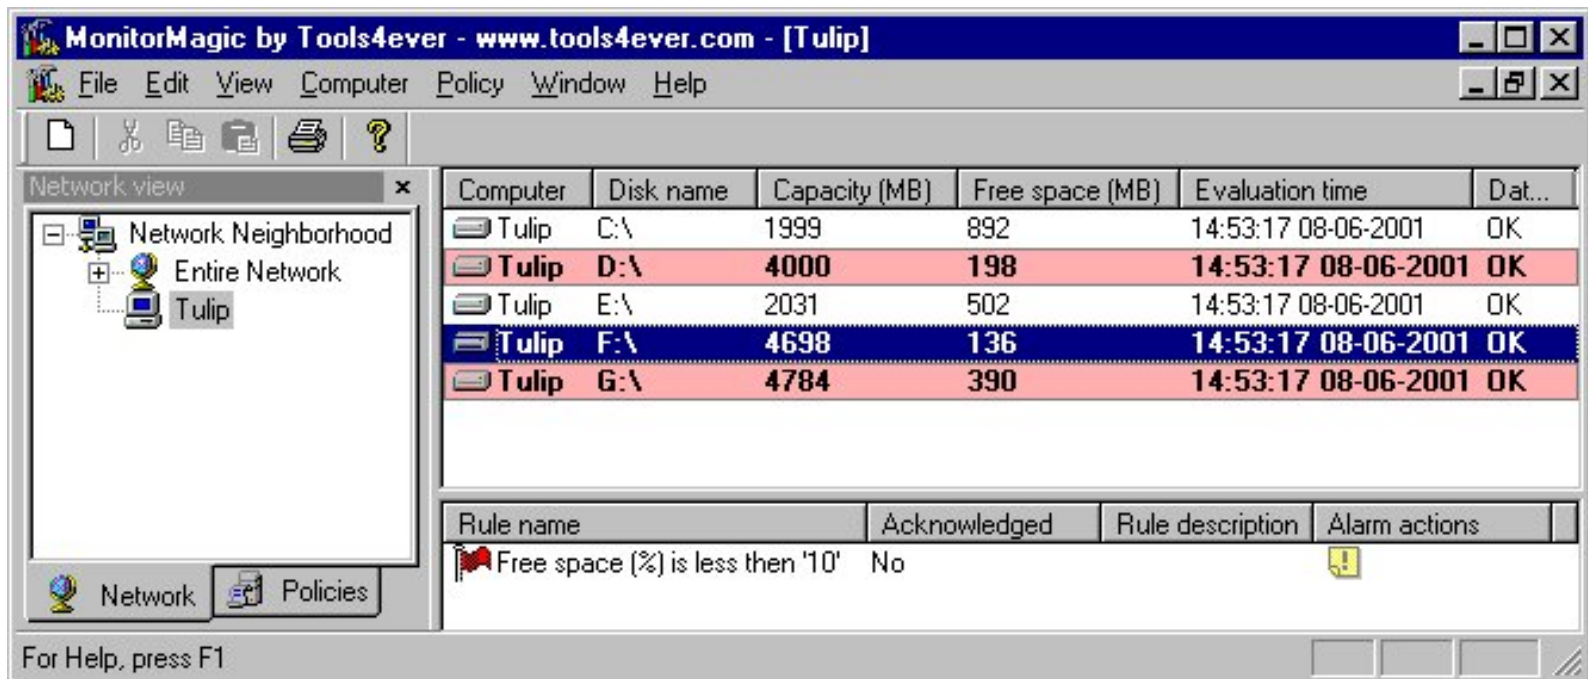 MonitorMagic by Tools4ever - www.tools4ever.com - [Tulip]
File Edit View Computer Policy Window Help
Network view
Network Neighborhood
Entire Network
Tulip
Network Policies
Computer Disk name Capacity (MB) Free space (MB) Evaluation time Dat...
Tulip C:\ 1999 892 14:53:17 08-06-2001 OK
Tulip D:\ 4000 198 14:53:17 08-06-2001 OK
Tulip E:\ 2031 502 14:53:17 08-06-2001 OK
Tulip F:\ 4698 136 14:53:17 08-06-2001 OK
Tulip G:\ 4784 390 14:53:17 08-06-2001 OK
Rule name Acknowledged Rule description Alarm actions
Free space (%) is less then '10' No
For Help, press F1